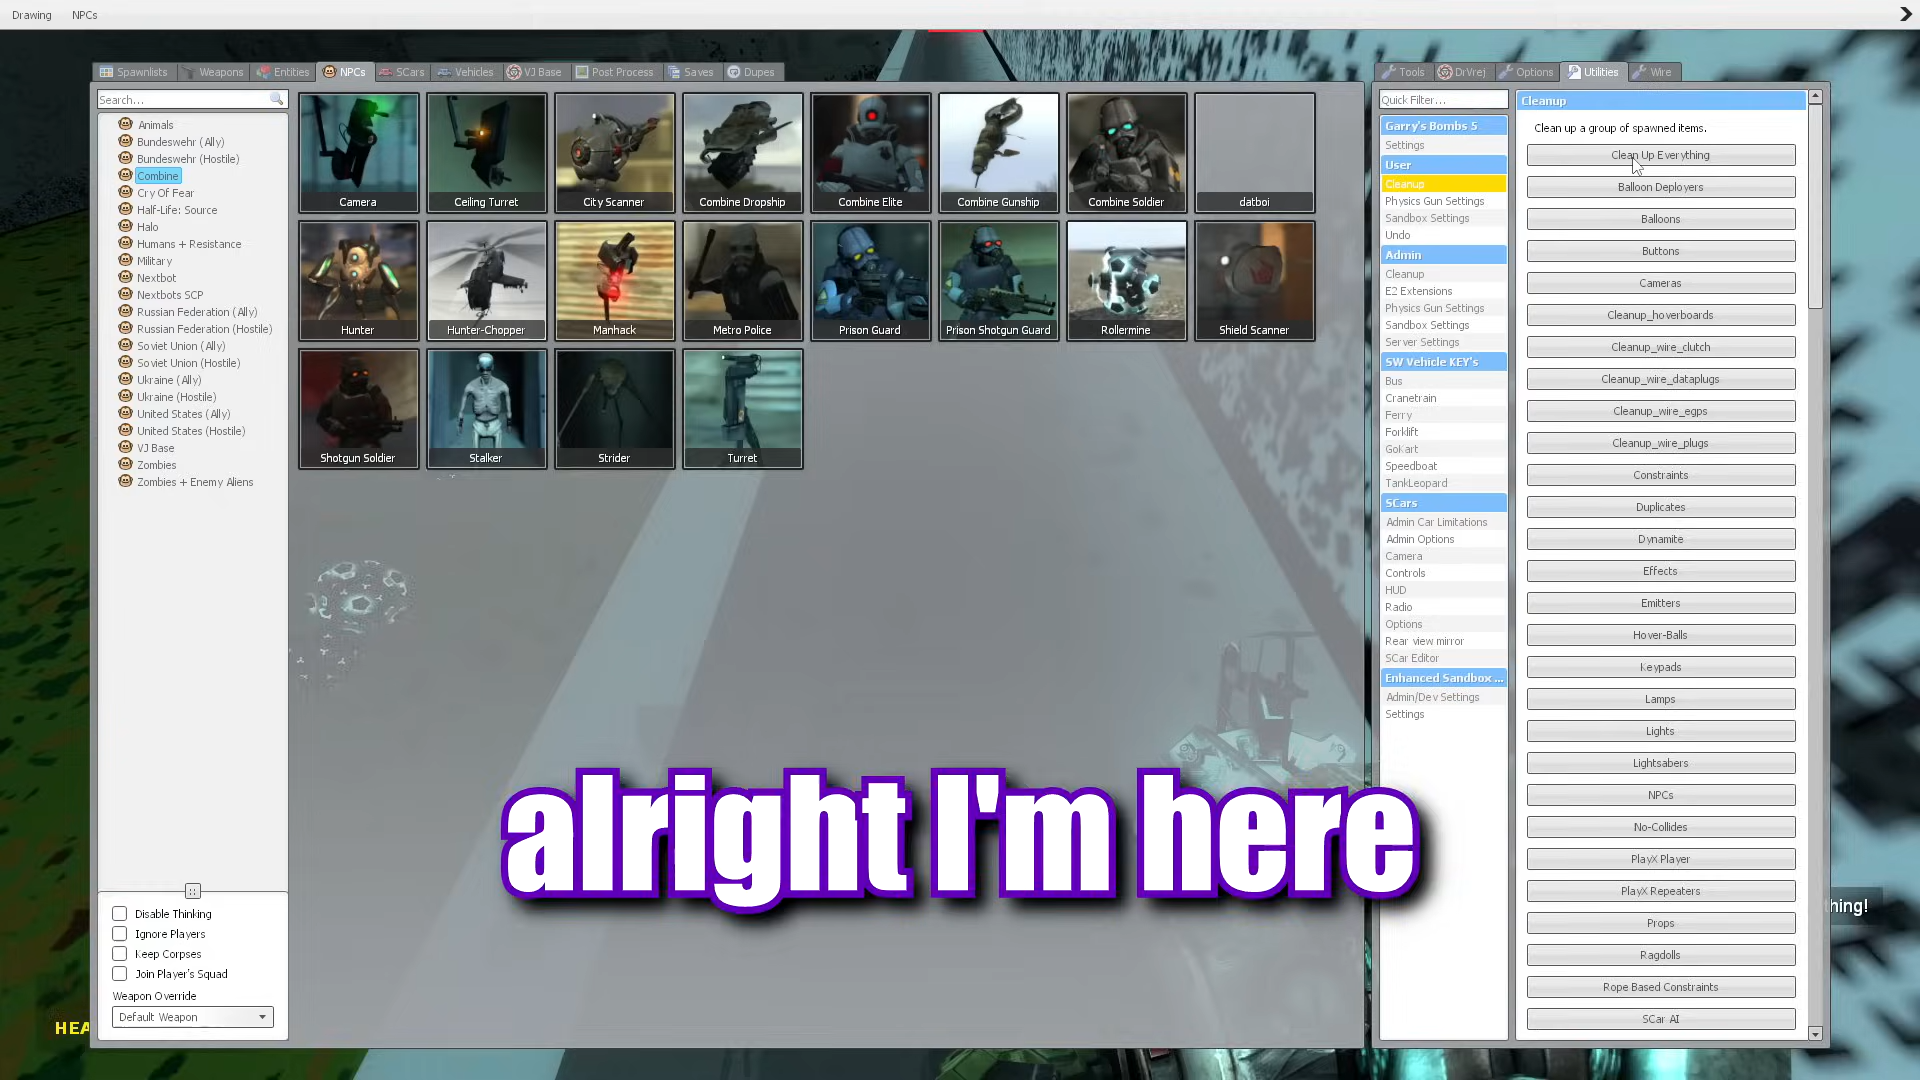 Drawing NPCs
Spawnlists Weapons Entities NPCs SCars Vehicles VJ Base Post Process Saves Dupes
Search...
Animals
Bundeswehr (Ally)
Bundeswehr (Hostile)
Combine
Cry Of Fear
Half-Life: Source
Halo
Humans + Resistance
Military
Nextbot
Nextbots SCP
Russian Federation (Ally)
Russian Federation (Hostile)
Soviet Union (Ally)
Soviet Union (Hostile)
Ukraine (Ally)
Ukraine (Hostile)
United States (Ally)
United States (Hostile)
VJ Base
Zombies
Zombies + Enemy Aliens
Disable Thinking
Ignore Players
Keep Corpses
Join Player's Squad
Weapon Override
Default Weapon
Camera Ceiling Turret City Scanner Combine Dropship Combine Elite Combine Gunship Combine Soldier datboi
Hunter Hunter-Chopper Manhack Metro Police Prison Guard Prison Shotgun Guard Rollermine Shield Scanner
Shotgun Soldier Stalker Strider Turret
alright I'm here
Tools DrVrej Options Utilities Wire
Quick Filter...
Garry's Bombs 5
Settings
User
Cleanup
Physics Gun Settings
Sandbox Settings
Undo
Admin
Cleanup
E2 Extensions
Physics Gun Settings
Sandbox Settings
Server Settings
SW Vehicle KEY's
Bus
Cranetrain
Ferry
Forklift
GoKart
Speedboat
TankLeopard
SCars
Admin Car Limitations
Admin Options
Camera
Controls
HUD
Radio
Options
Rear view mirror
SCar Editor
Enhanced Sandbox ...
Admin/Dev Settings
Settings
Cleanup
Clean up a group of spawned items.
Clean Up Everything
Balloon Deployers
Balloons
Buttons
Cameras
Cleanup_hoverboards
Cleanup_wire_clutch
Cleanup_wire_dataplugs
Cleanup_wire_egps
Cleanup_wire_plugs
Constraints
Duplicates
Dynamite
Effects
Emitters
Hover-Balls
Keypads
Lamps
Lights
Lightsabers
NPCs
No-Collides
PlayX Player
PlayX Repeaters
Props
Ragdolls
Rope Based Constraints
SCar AI
hing!
HEA